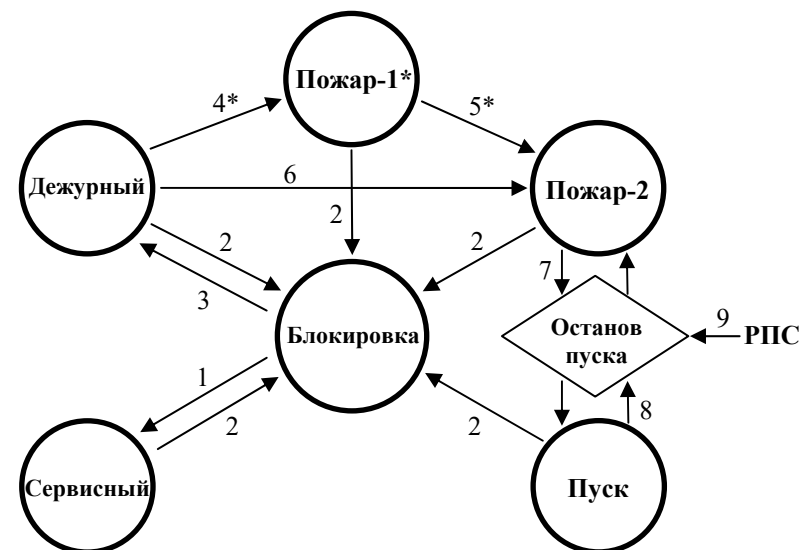 Пожар-1*
4*
5*
Дежурный
6
Пожар-2
2
2
2
7
3
Блокировка
Останов
пуска
9
РПС
1
2
2
8
Сервисный
Пуск